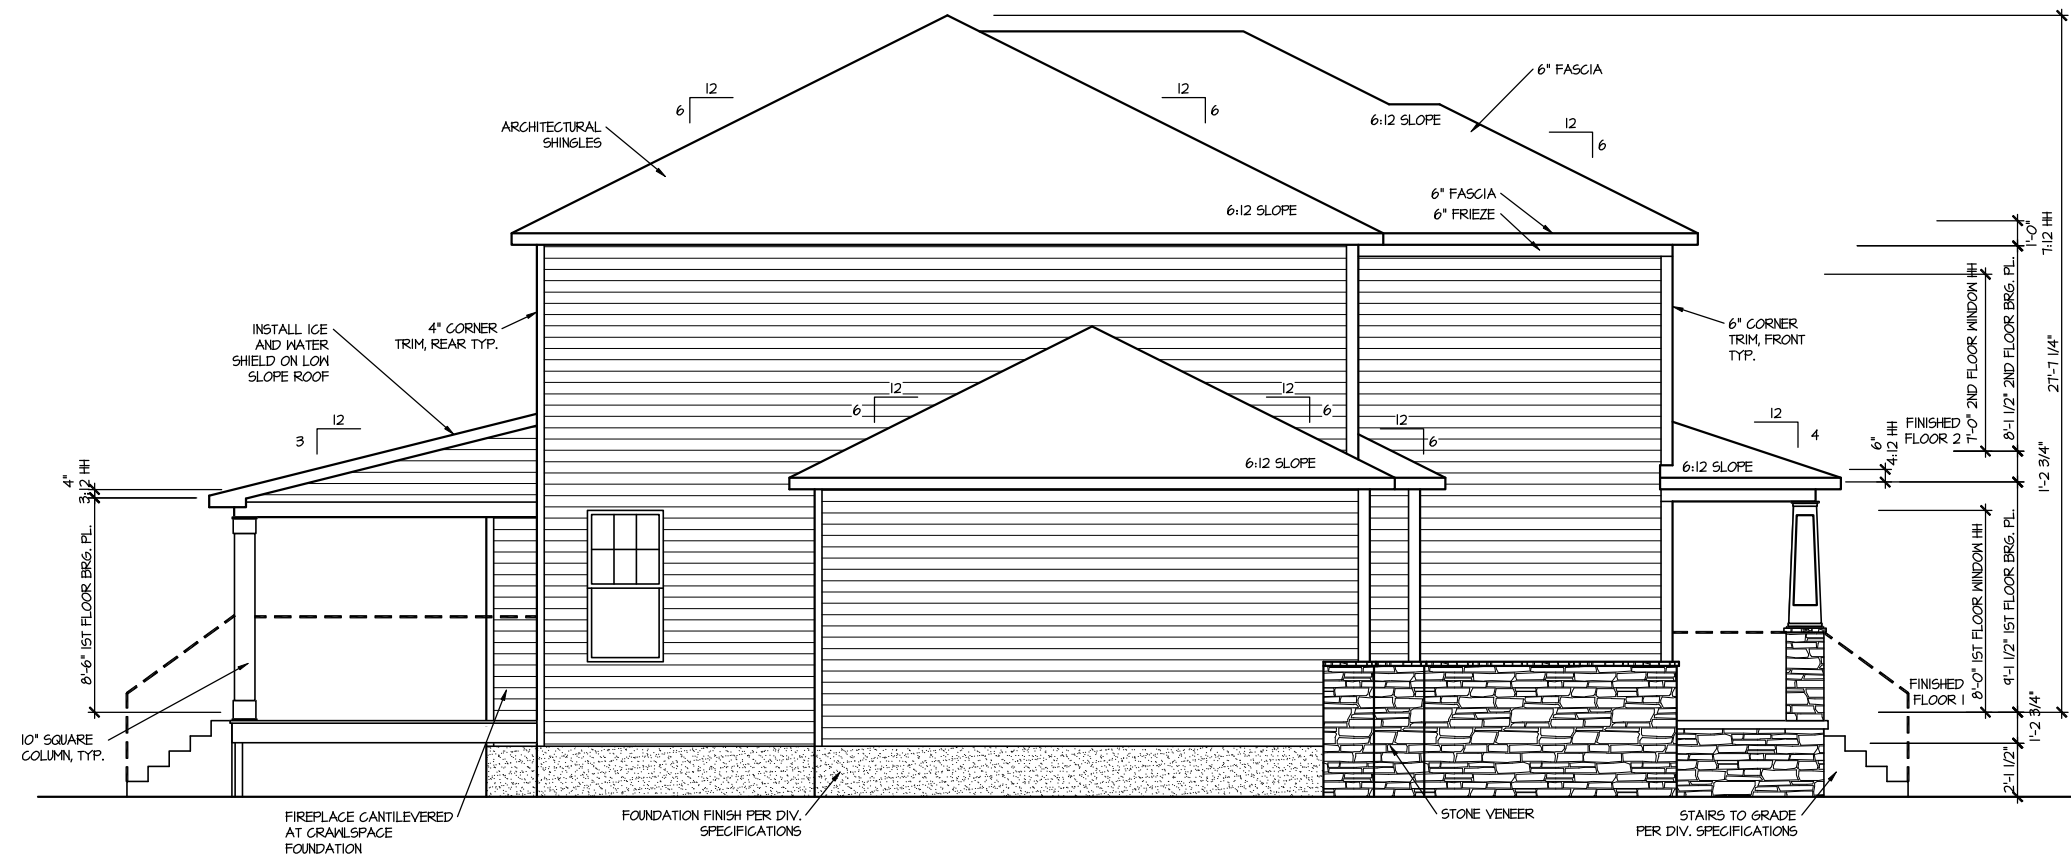 12
6
12
6
6" FASCIA
6:12 SLOPE
12
6
ARCHITECTURAL
SHINGLES
6" FASCIA
6" FRIEZE
6:12 SLOPE
1'-0"
7:12 HH
INSTALL ICE
AND WATER
SHIELD ON LOW
SLOPE ROOF
4" CORNER
TRIM, REAR TYP.
6" CORNER
TRIM, FRONT
TYP.
7'-0" 2ND FLOOR WINDOW HH
8'-1 1/2" 2ND FLOOR BRG. PL.
27'-7 1/4"
12
3
12
6
12
6
12
6
12
4
FINISHED
FLOOR 2
6"
4:12 HH
1'-2 3/4"
6:12 SLOPE
6:12 SLOPE
4"
3:12 HH
8'-6" 1ST FLOOR BRG. PL.
8'-0" 1ST FLOOR WINDOW HH
9'-1 1/2" 1ST FLOOR BRG. PL.
FINISHED
FLOOR 1
1'-2 3/4"
2'-1 1/2"
10" SQUARE
COLUMN, TYP.
FIREPLACE CANTILEVERED
AT CRAWLSPACE
FOUNDATION
FOUNDATION FINISH PER DIV.
SPECIFICATIONS
STONE VENEER
STAIRS TO GRADE
PER DIV. SPECIFICATIONS